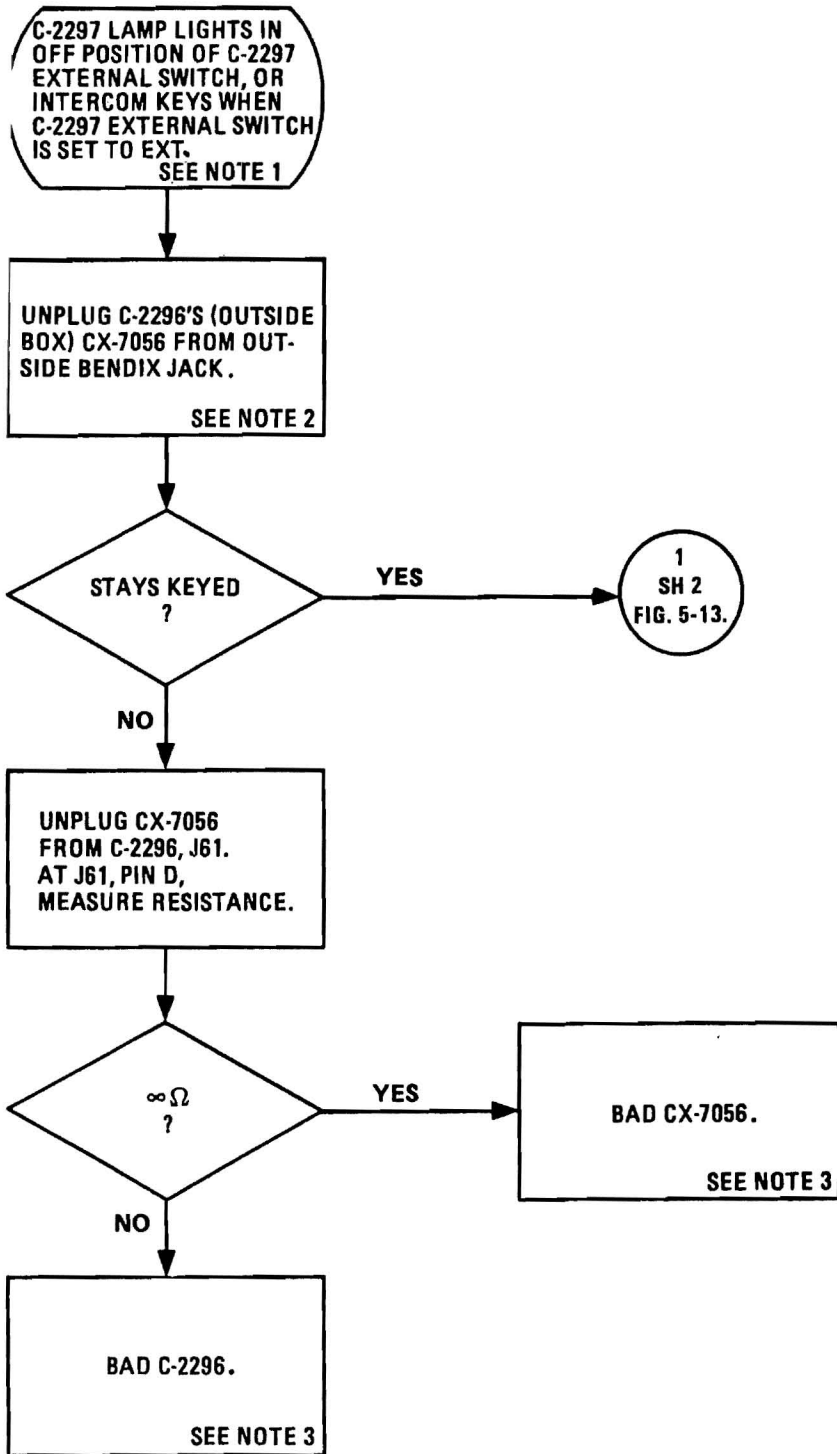 C-2297 LAMP LIGHTS IN
OFF POSITION OF C-2297
EXTERNAL SWITCH, OR
INTERCOM KEYS WHEN
C-2297 EXTERNAL SWITCH
IS SET TO EXT.
SEE NOTE 1
UNPLUG C-2296'S (OUTSIDE
BOX) CX-7056 FROM OUT-
SIDE BENDIX JACK.
SEE NOTE 2
STAYS KEYED
?
YES
1
SH 2
FIG. 5-13.
NO
UNPLUG CX-7056
FROM C-2296, J61.
AT J61, PIN D,
MEASURE RESISTANCE.
∞Ω
?
YES
BAD CX-7056.
SEE NOTE 3
NO
BAD C-2296.
SEE NOTE 3